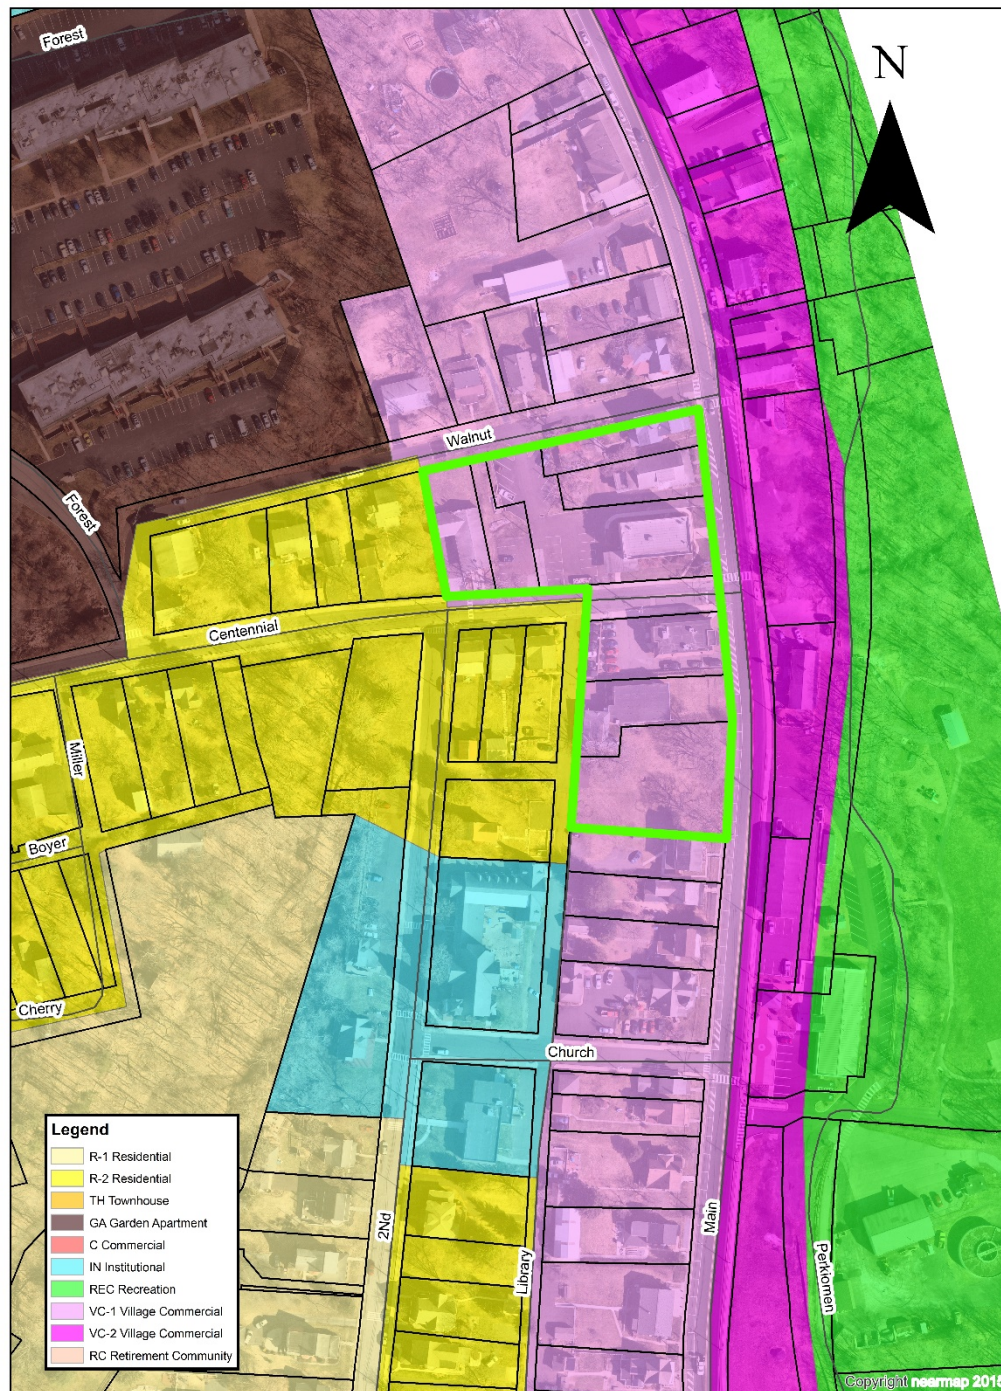 Forest
N
Walnut
Forest
Centennial
Miller
Boyer
Cherry
Church
Legend
R-1 Residential
R-2 Residential
TH Townhouse
GA Garden Apartment
C Commercial
IN Institutional
REC Recreation
VC-1 Village Commercial
VC-2 Village Commercial
RC Retirement Community
2Nd
Library
Main
Perkiomen
Copyright nearmap 2015